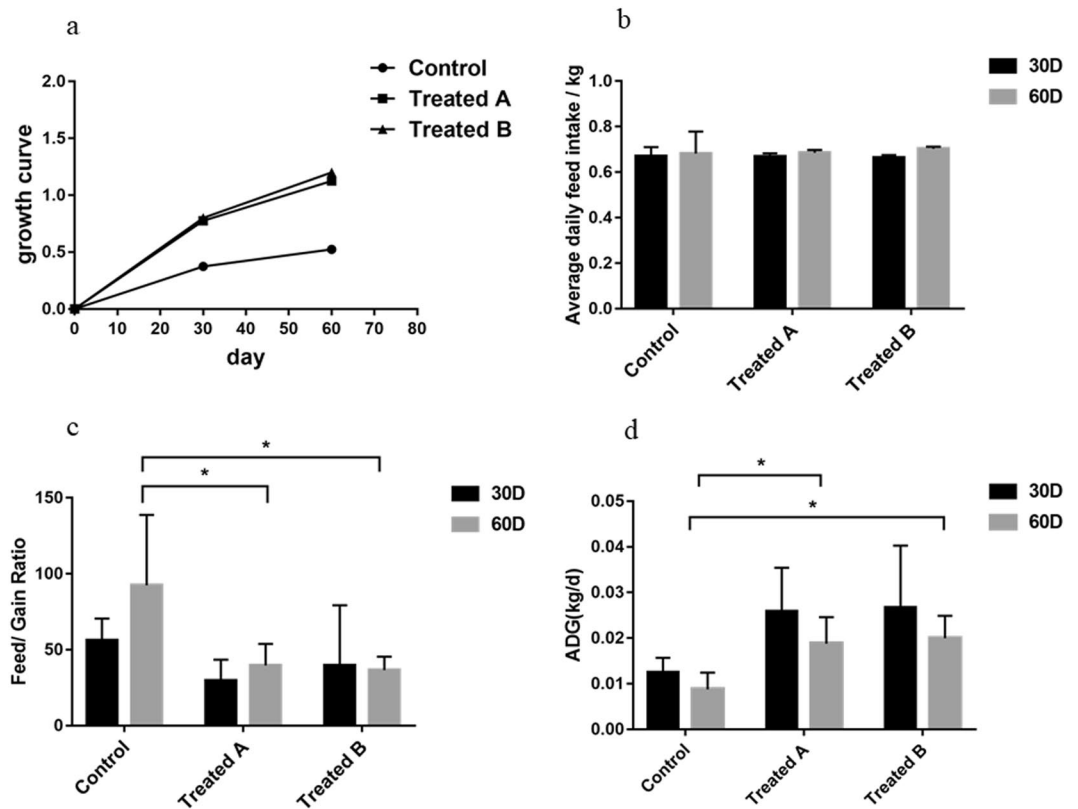 a
Control
Treated A
Treated B
2.0
1.5
1.0
0.5
0.0
growth curve
0 10 20 30 40 50 60 70 80
day
b
30D
60D
1.0
0.8
0.6
0.4
0.2
0.0
Average daily feed intake / kg
Control
Treated A
Treated B
c
*
*
30D
60D
150
100
50
0
Feed/ Gain Ratio
Control
Treated A
Treated B
d
*
*
30D
60D
0.05
0.04
0.03
0.02
0.01
0.00
ADG(kg/d)
Control
Treated A
Treated B